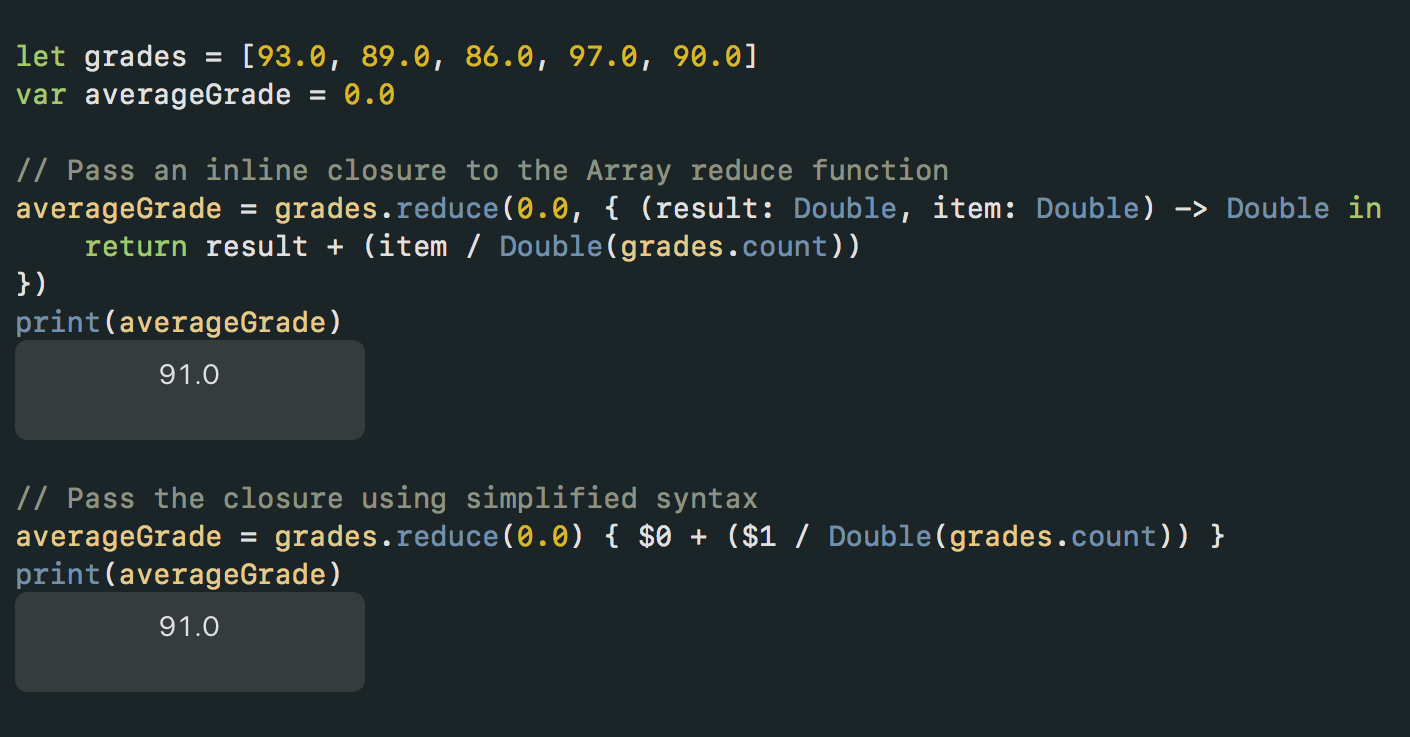 let grades = [93.0, 89.0, 86.0, 97.0, 90.0]
var averageGrade = 0.0
// Pass an inline closure to the Array reduce function
averageGrade = grades.reduce(0.0, { (result: Double, item: Double) -> Double in
    return result + (item / Double(grades.count))
})
print(averageGrade)
91.0
// Pass the closure using simplified syntax
averageGrade = grades.reduce(0.0) { $0 + ($1 / Double(grades.count)) }
print(averageGrade)
91.0